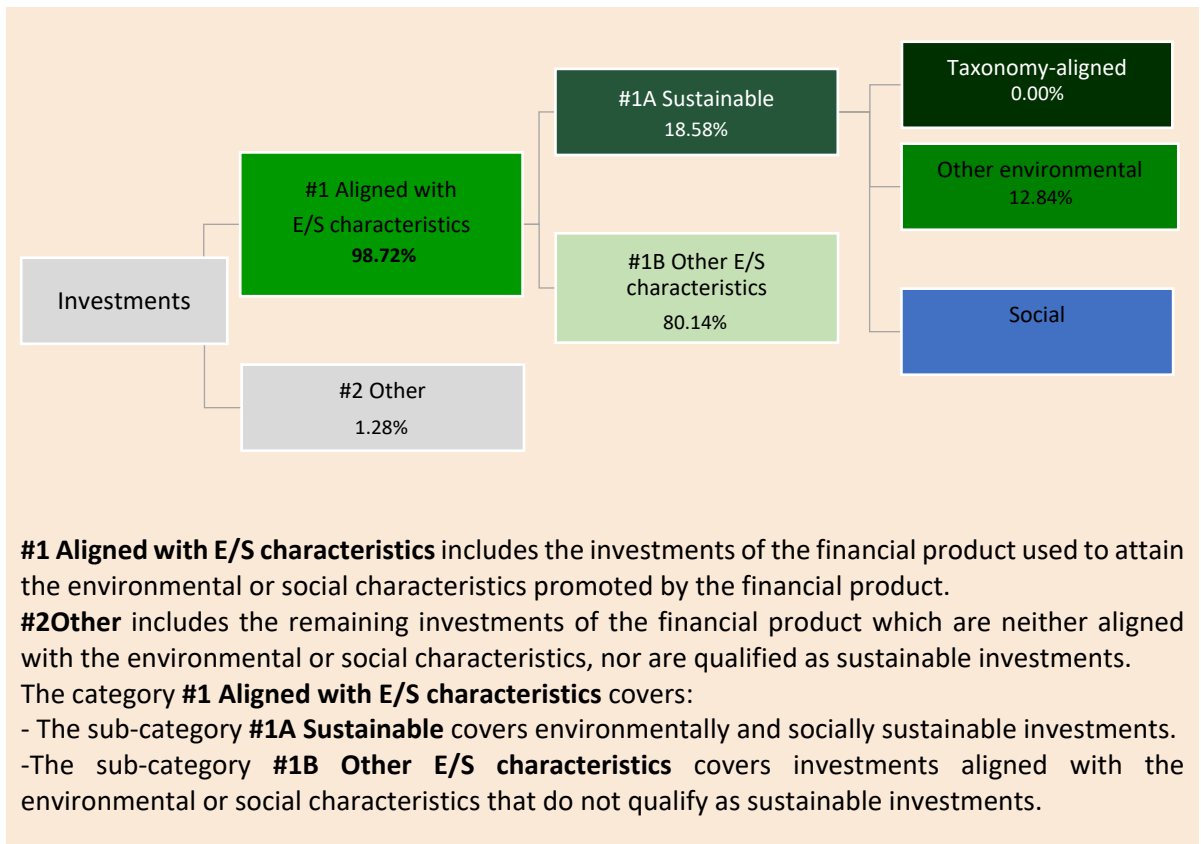 Taxonomy-aligned
0.00%
#1A Sustainable
18.58%
Other environmental
12.84%
#1 Aligned with
E/S characteristics
98.72%
#1B Other E/S
characteristics
80.14%
Investments
Social
#2 Other
1.28%
#1 Aligned with E/S characteristics includes the investments of the financial product used to attain
the environmental or social characteristics promoted by the financial product.
#2Other includes the remaining investments of the financial product which are neither aligned
with the environmental or social characteristics, nor are qualified as sustainable investments.
The category #1 Aligned with E/S characteristics covers:
- The sub-category #1A Sustainable covers environmentally and socially sustainable investments.
-The sub-category #1B Other E/S characteristics covers investments aligned with the
environmental or social characteristics that do not qualify as sustainable investments.